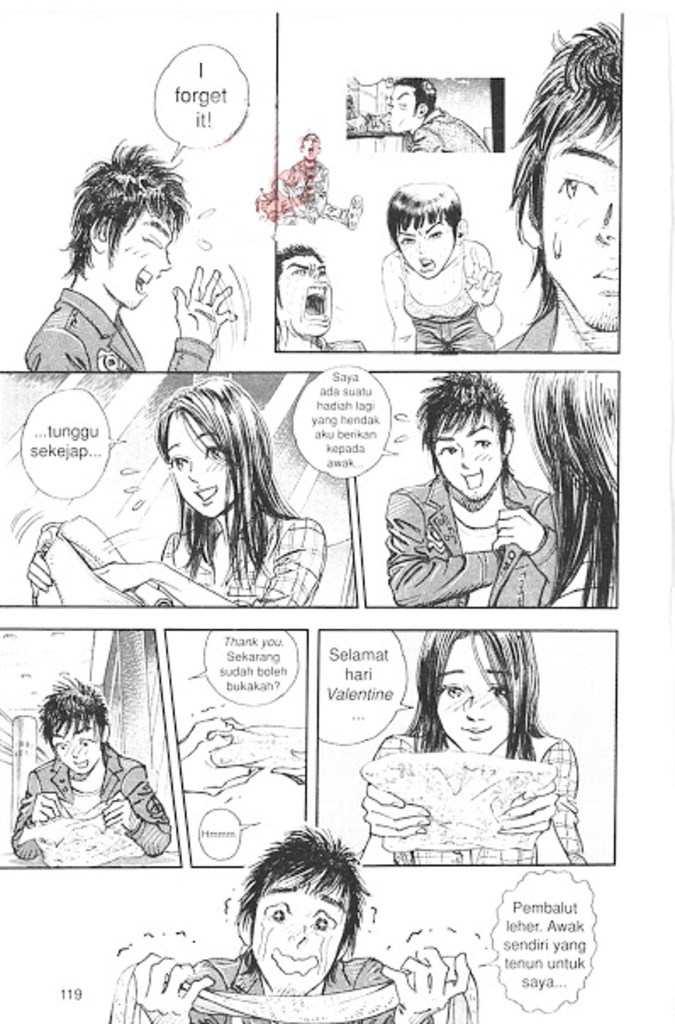 I
forget
it!
...tunggu
sekejap...
Saya
ada suatu
hadiah lagi
yang hendak
aku berikan
kepada
awak...
Thank you.
Sekarang
sudah boleh
bukakah?
Hmmm.
Selamat
hari
Valentine
...
Pembalut
leher. Awak
sendiri yang
tenun untuk
saya...
119